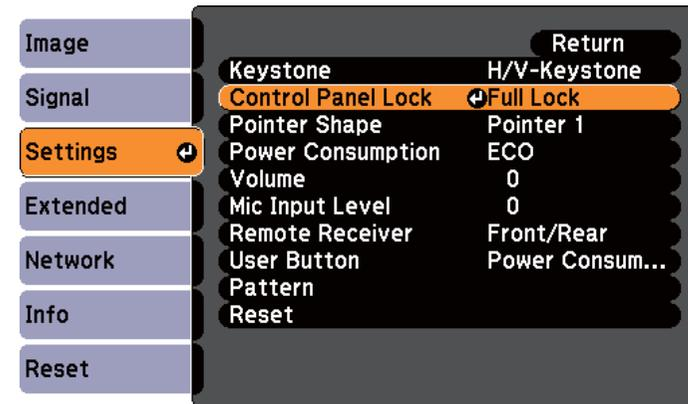 Image
Signal
Settings
Extended
Network
Info
Reset
Return
Keystone H/V-Keystone
Control Panel Lock Full Lock
Pointer Shape Pointer 1
Power Consumption ECO
Volume 0
Mic Input Level 0
Remote Receiver Front/Rear
User Button Power Consum...
Pattern
Reset